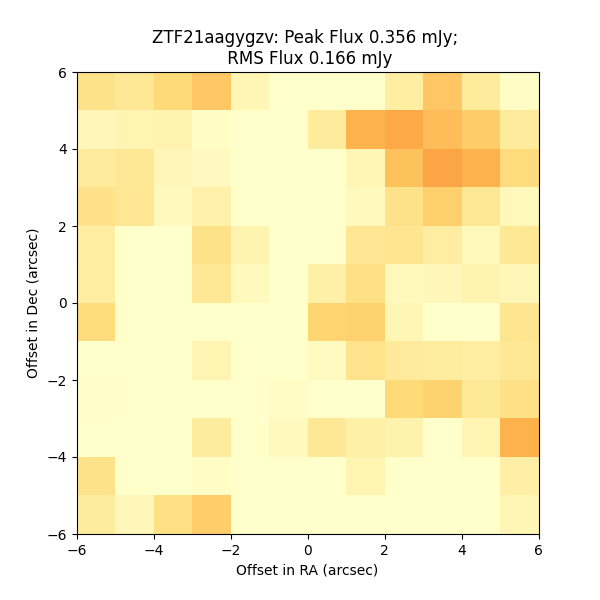 ZTF21aagygzv: Peak Flux 0.356 mJy;
RMS Flux 0.166 mJy
6
4
2
0
−2
−4
−6
Offset in Dec (arcsec)
−6 −4 −2 0 2 4 6
Offset in RA (arcsec)